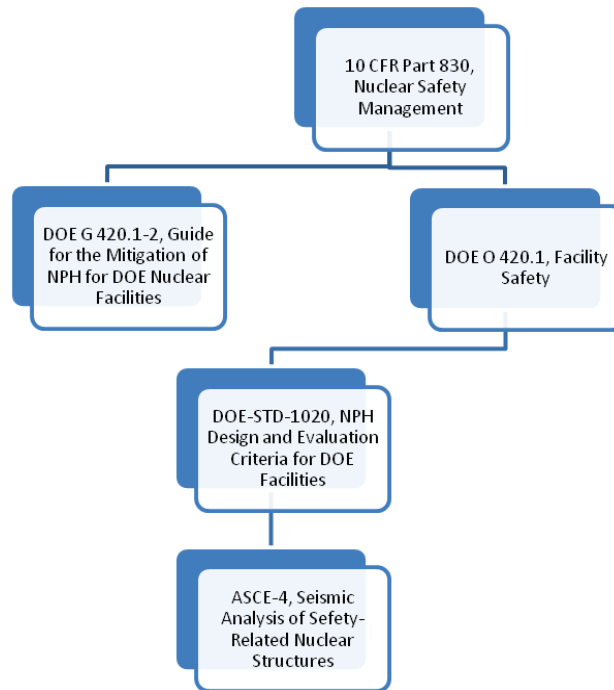 10 CFR Part 830,
Nuclear Safety
Management
DOE G 420.1-2, Guide
for the Mitigation of
NPH for DOE Nuclear
Facilities
DOE O 420.1, Facility
Safety
DOE-STD-1020, NPH
Design and Evaluation
Criteria for DOE
Facilities
ASCE-4, Seismic
Analysis of Sefety-
Related Nuclear
Structures